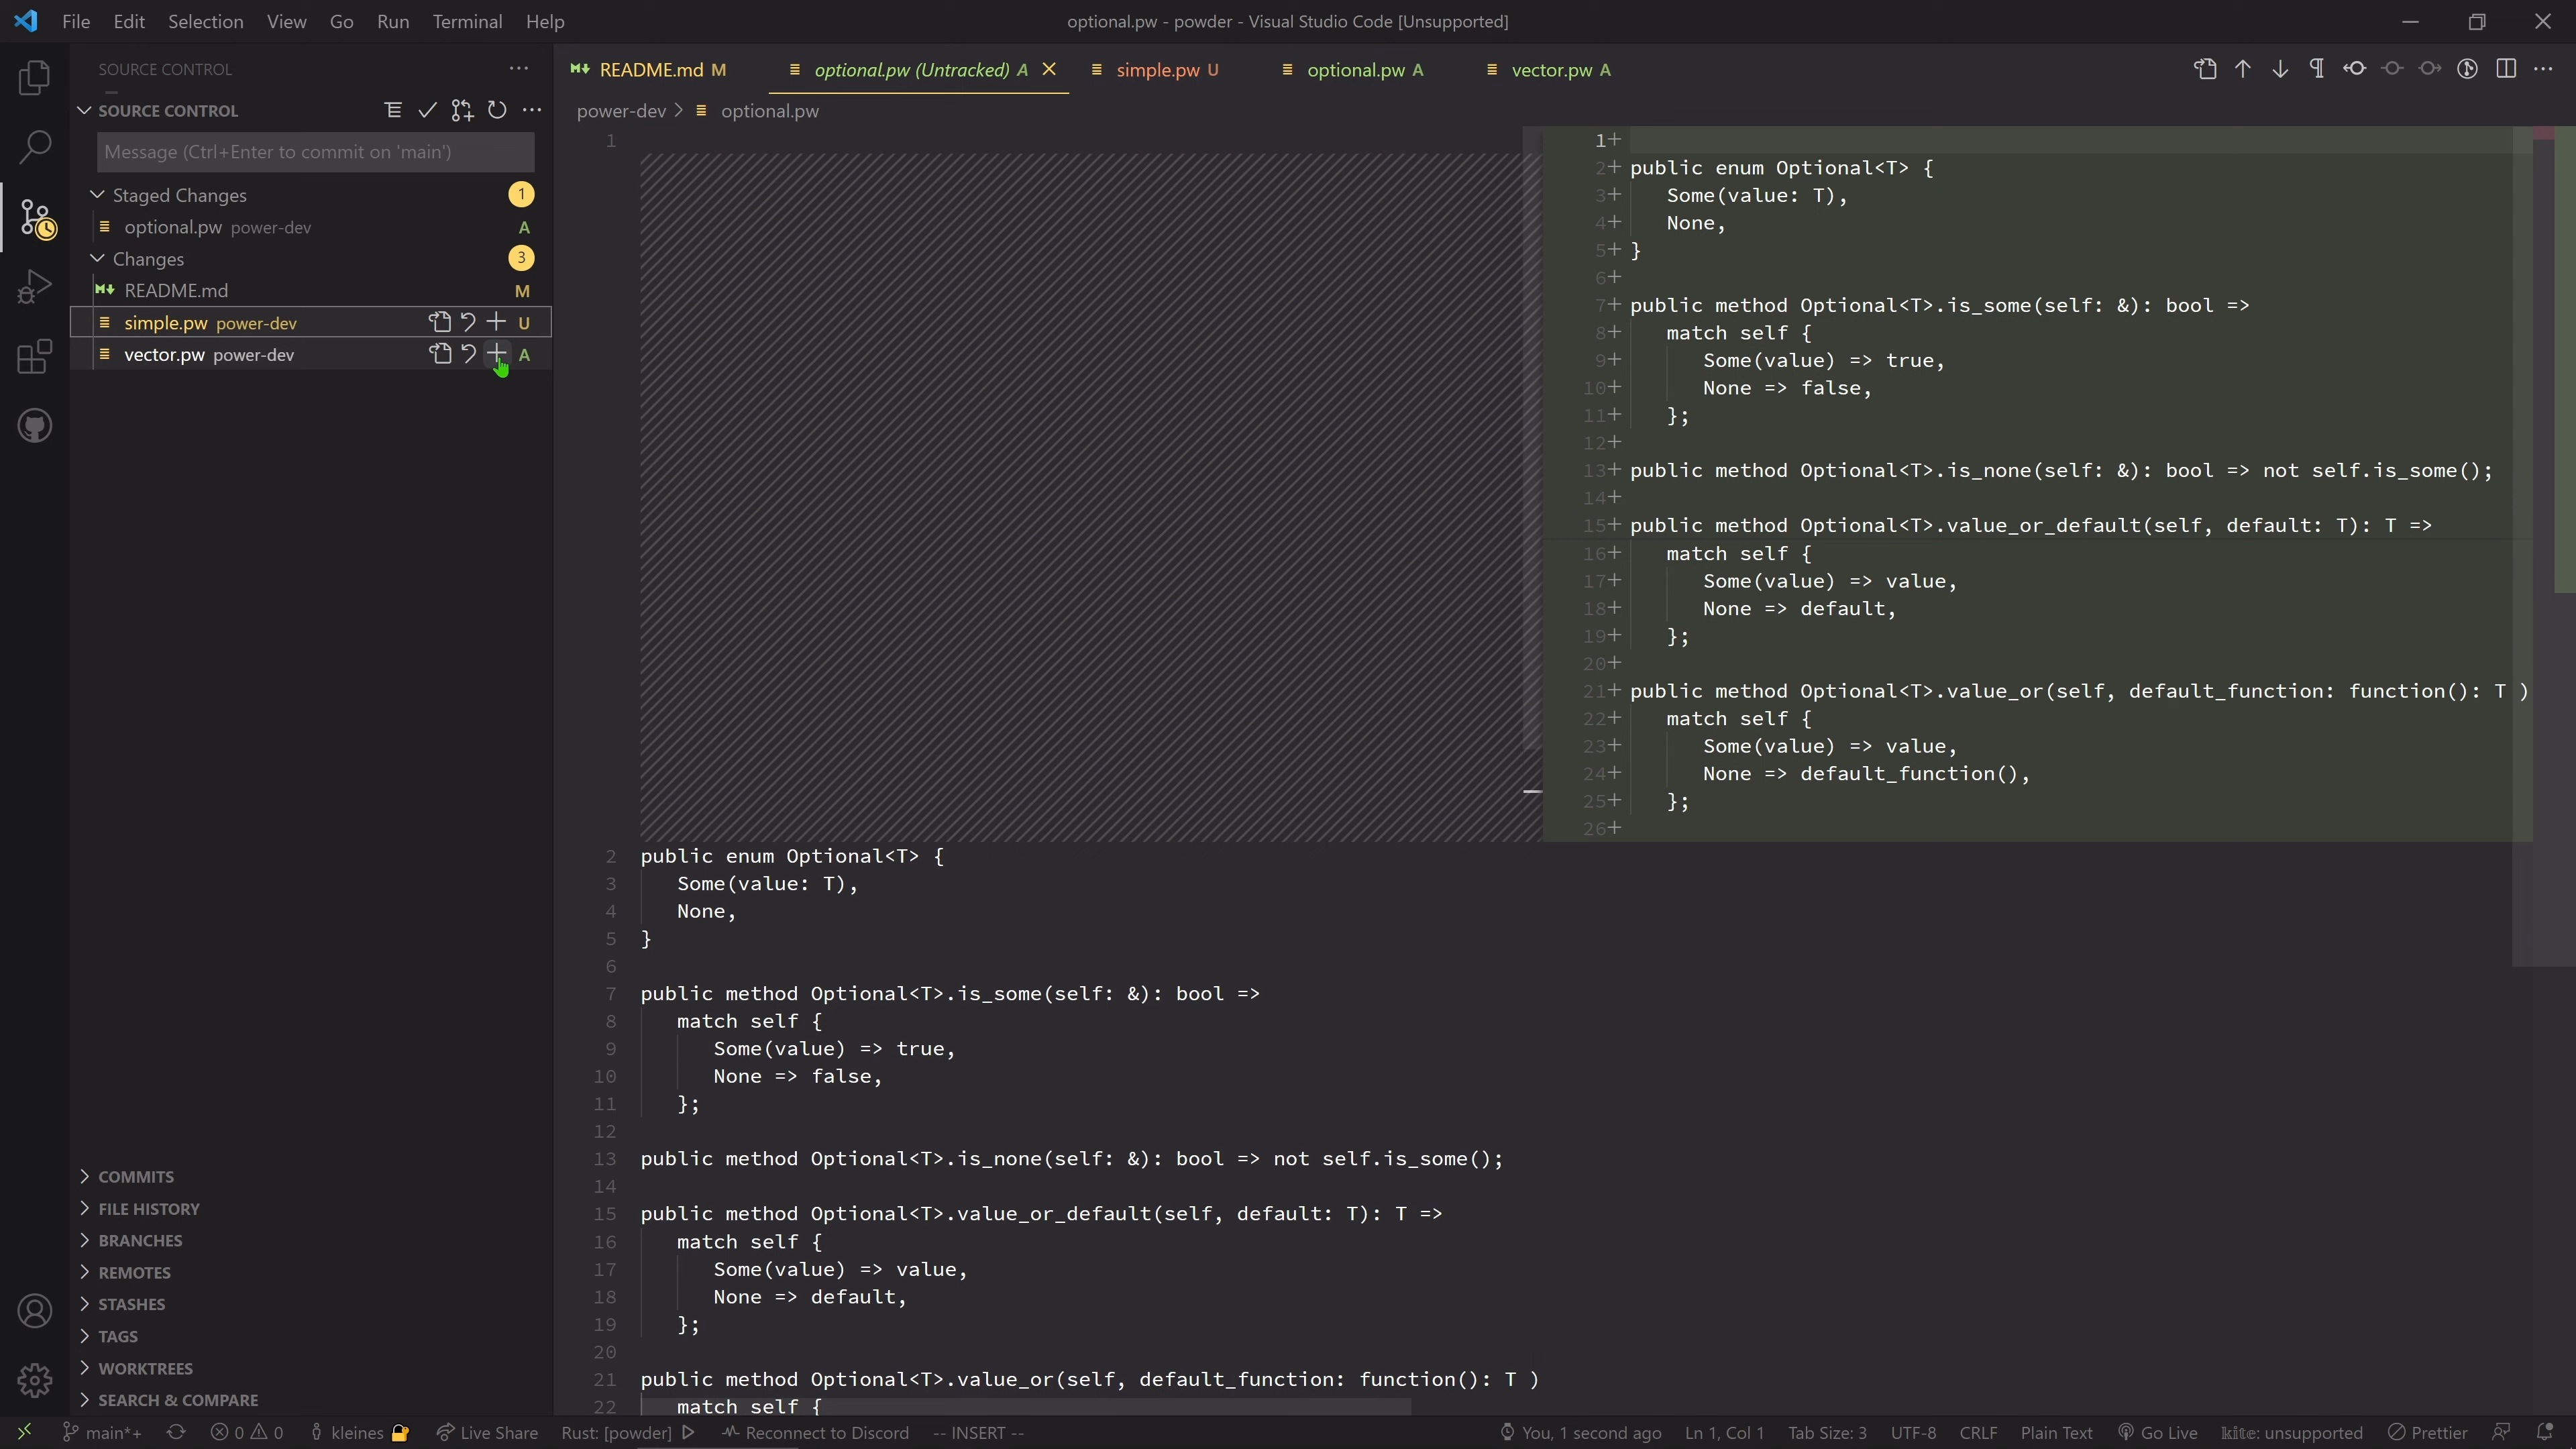 File Edit Selection View Go Run Terminal Help
optional.pw - powder - Visual Studio Code [Unsupported]
SOURCE CONTROL
SOURCE CONTROL
Message (Ctrl+Enter to commit on 'main')
Staged Changes 1
optional.pw power-dev A
Changes 3
README.md M
simple.pw power-dev U
vector.pw power-dev A
COMMITS
FILE HISTORY
BRANCHES
REMOTES
STASHES
TAGS
WORKTREES
SEARCH & COMPARE
README.md M optional.pw (Untracked) A simple.pw U optional.pw A vector.pw A
power-dev > optional.pw
1
2 public enum Optional<T> {
3 Some(value: T),
4 None,
5 }
6
7 public method Optional<T>.is_some(self: &): bool =>
8 match self {
9 Some(value) => true,
10 None => false,
11 };
12
13 public method Optional<T>.is_none(self: &): bool => not self.is_some();
14
15 public method Optional<T>.value_or_default(self, default: T): T =>
16 match self {
17 Some(value) => value,
18 None => default,
19 };
20
21 public method Optional<T>.value_or(self, default_function: function(): T )
22 match self {
1+
2+ public enum Optional<T> {
3+ Some(value: T),
4+ None,
5+ }
6+
7+ public method Optional<T>.is_some(self: &): bool =>
8+ match self {
9+ Some(value) => true,
10+ None => false,
11+ };
12+
13+ public method Optional<T>.is_none(self: &): bool => not self.is_some();
14+
15+ public method Optional<T>.value_or_default(self, default: T): T =>
16+ match self {
17+ Some(value) => value,
18+ None => default,
19+ };
20+
21+ public method Optional<T>.value_or(self, default_function: function(): T )
22+ match self {
23+ Some(value) => value,
24+ None => default_function(),
25+ };
26+
main*+ 0 0 kleines Live Share Rust: [powder] Reconnect to Discord -- INSERT -- You, 1 second ago Ln 1, Col 1 Tab Size: 3 UTF-8 CRLF Plain Text Go Live kite: unsupported Prettier